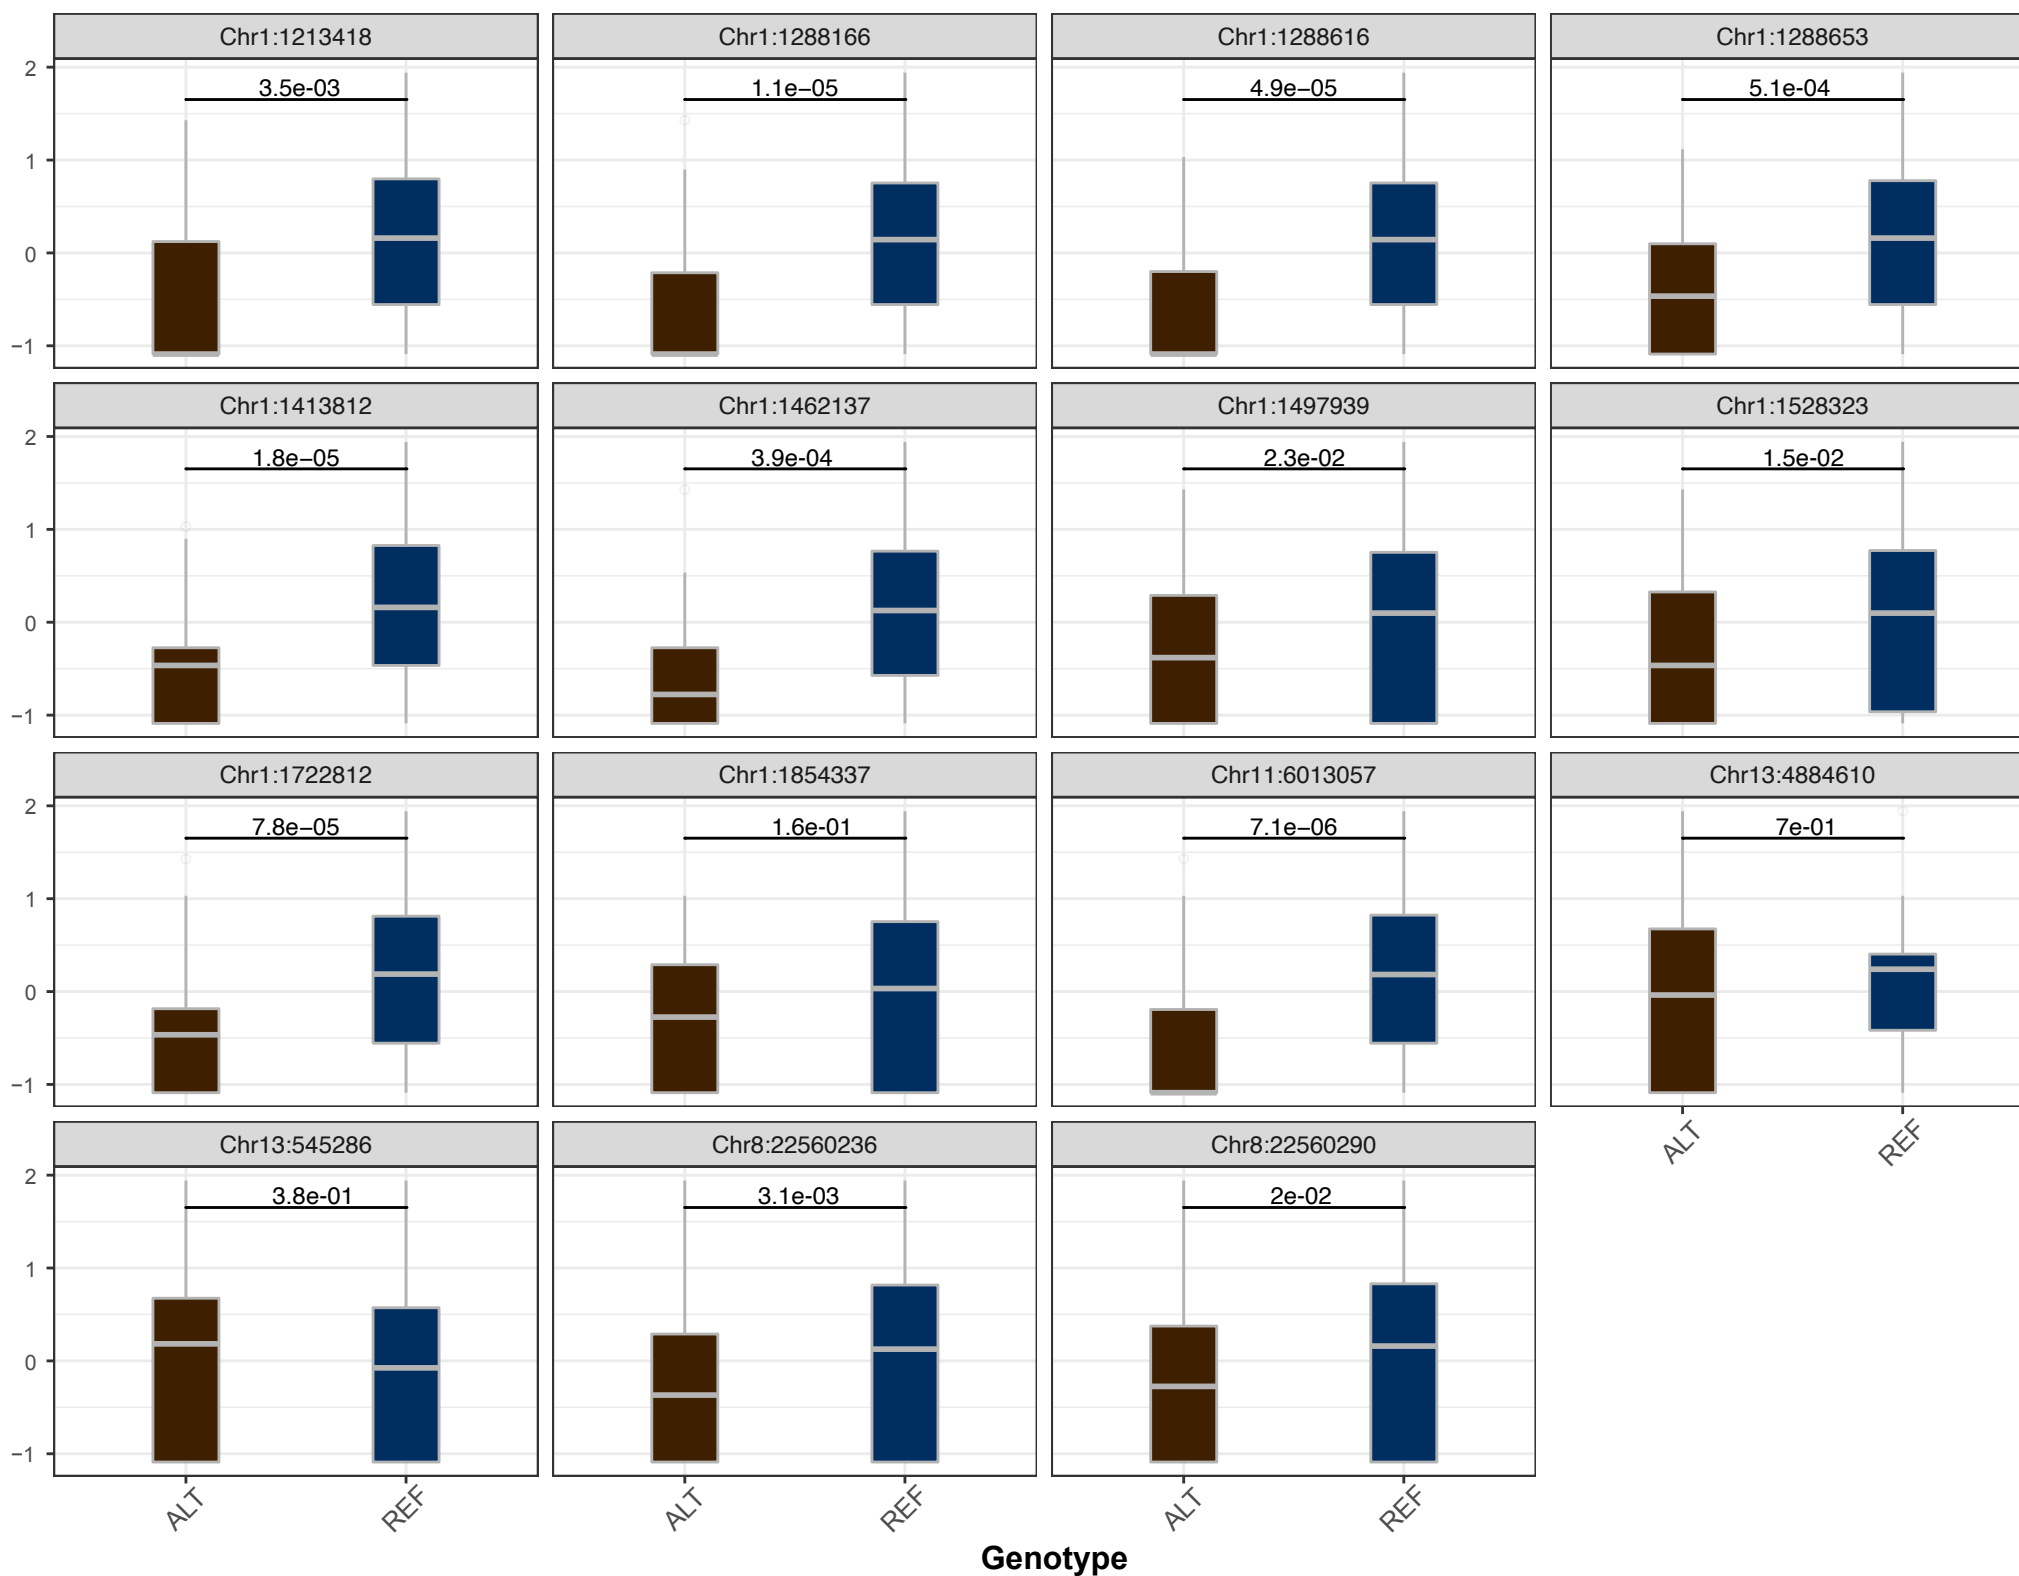 Chr1:1213418 Chr1:1288166 Chr1:1288616 Chr1:1288653
2
3.5e-03 1.1e−05 4.9e−05 5.1e-04
1
0
−1
Chr1:1413812 Chr1:1462137 Chr1:1497939 Chr1:1528323
2
1.8e−05 3.9e-04 2.3e-02 1.5e-02
1
0
−1
Chr1:1722812 Chr1:1854337 Chr11:6013057 Chr13:4884610
2
7.8e−05 1.6e-01 7.1e−06 7e-01
1
0
−1
ALT REF
Chr13:545286 Chr8:22560236 Chr8:22560290
2
3.8e-01 3.1e-03 2e-02
1
0
−1
ALT REF ALT REF ALT REF
Genotype